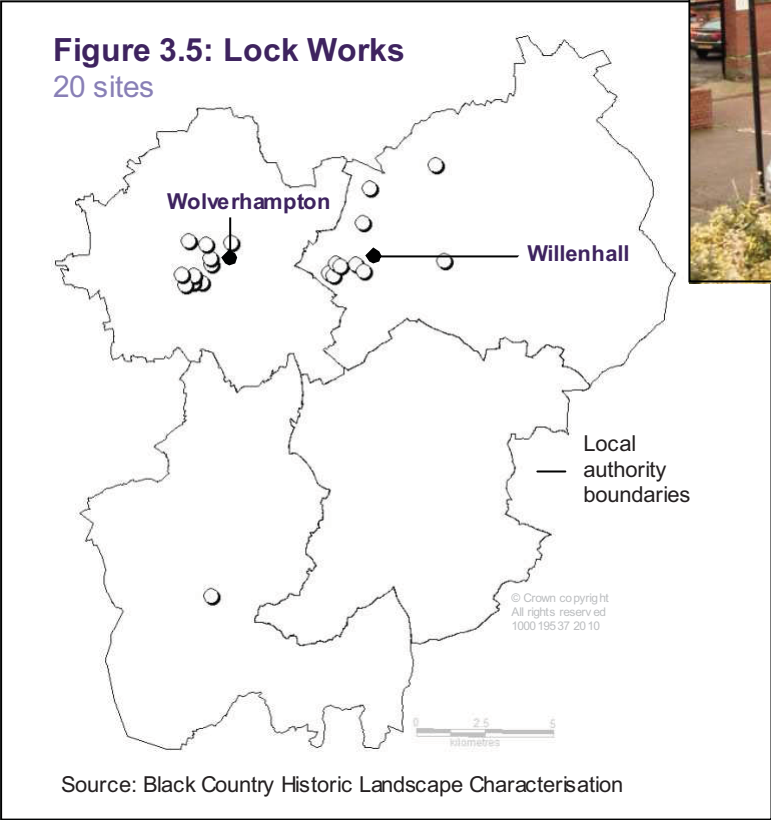 Figure 3.5: Lock Works
20 sites
Wolverhampton
Willenhall
Local
authority
boundaries
© Crown copyright
All rights reserved
100019537 2010
0 2.5 5
kilometres
Source: Black Country Historic Landscape Characterisation